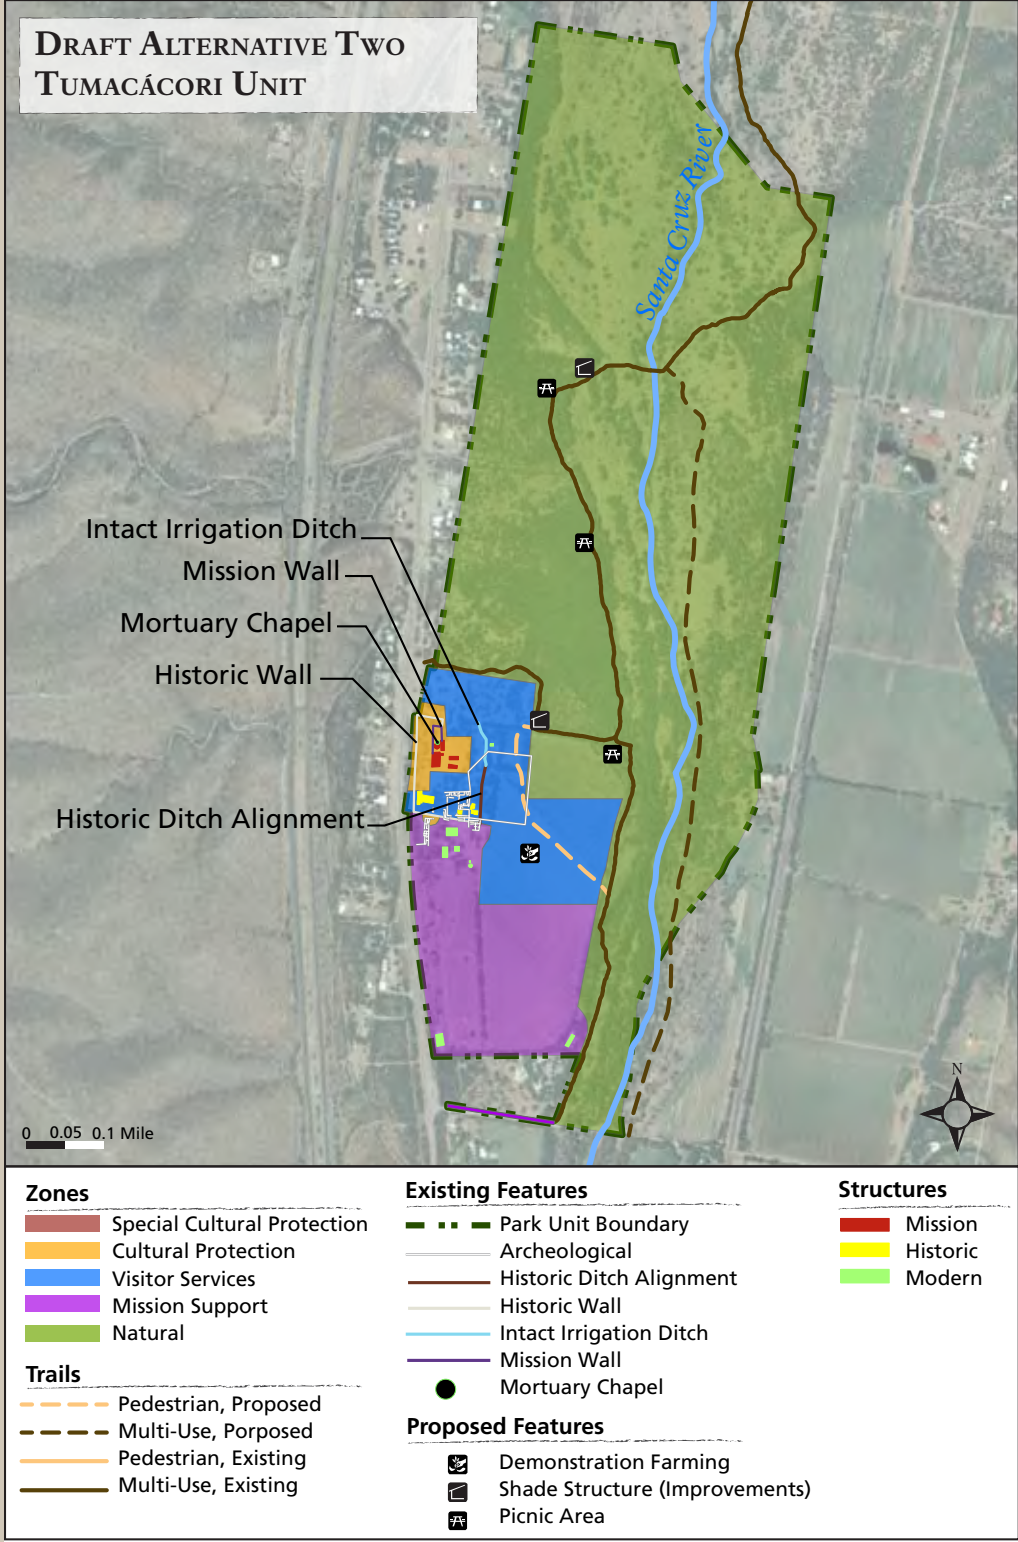 DRAFT ALTERNATIVE TWO
TUMACÁCORI UNIT
Santa Cruz River
Intact Irrigation Ditch
Mission Wall
Mortuary Chapel
Historic Wall
Historic Ditch Alignment
N
0 0.05 0.1 Mile
Zones
Special Cultural Protection
Cultural Protection
Visitor Services
Mission Support
Natural
Trails
Pedestrian, Proposed
Multi-Use, Porposed
Pedestrian, Existing
Multi-Use, Existing
Existing Features
Park Unit Boundary
Archeological
Historic Ditch Alignment
Historic Wall
Intact Irrigation Ditch
Mission Wall
Mortuary Chapel
Proposed Features
Demonstration Farming
Shade Structure (Improvements)
Picnic Area
Structures
Mission
Historic
Modern